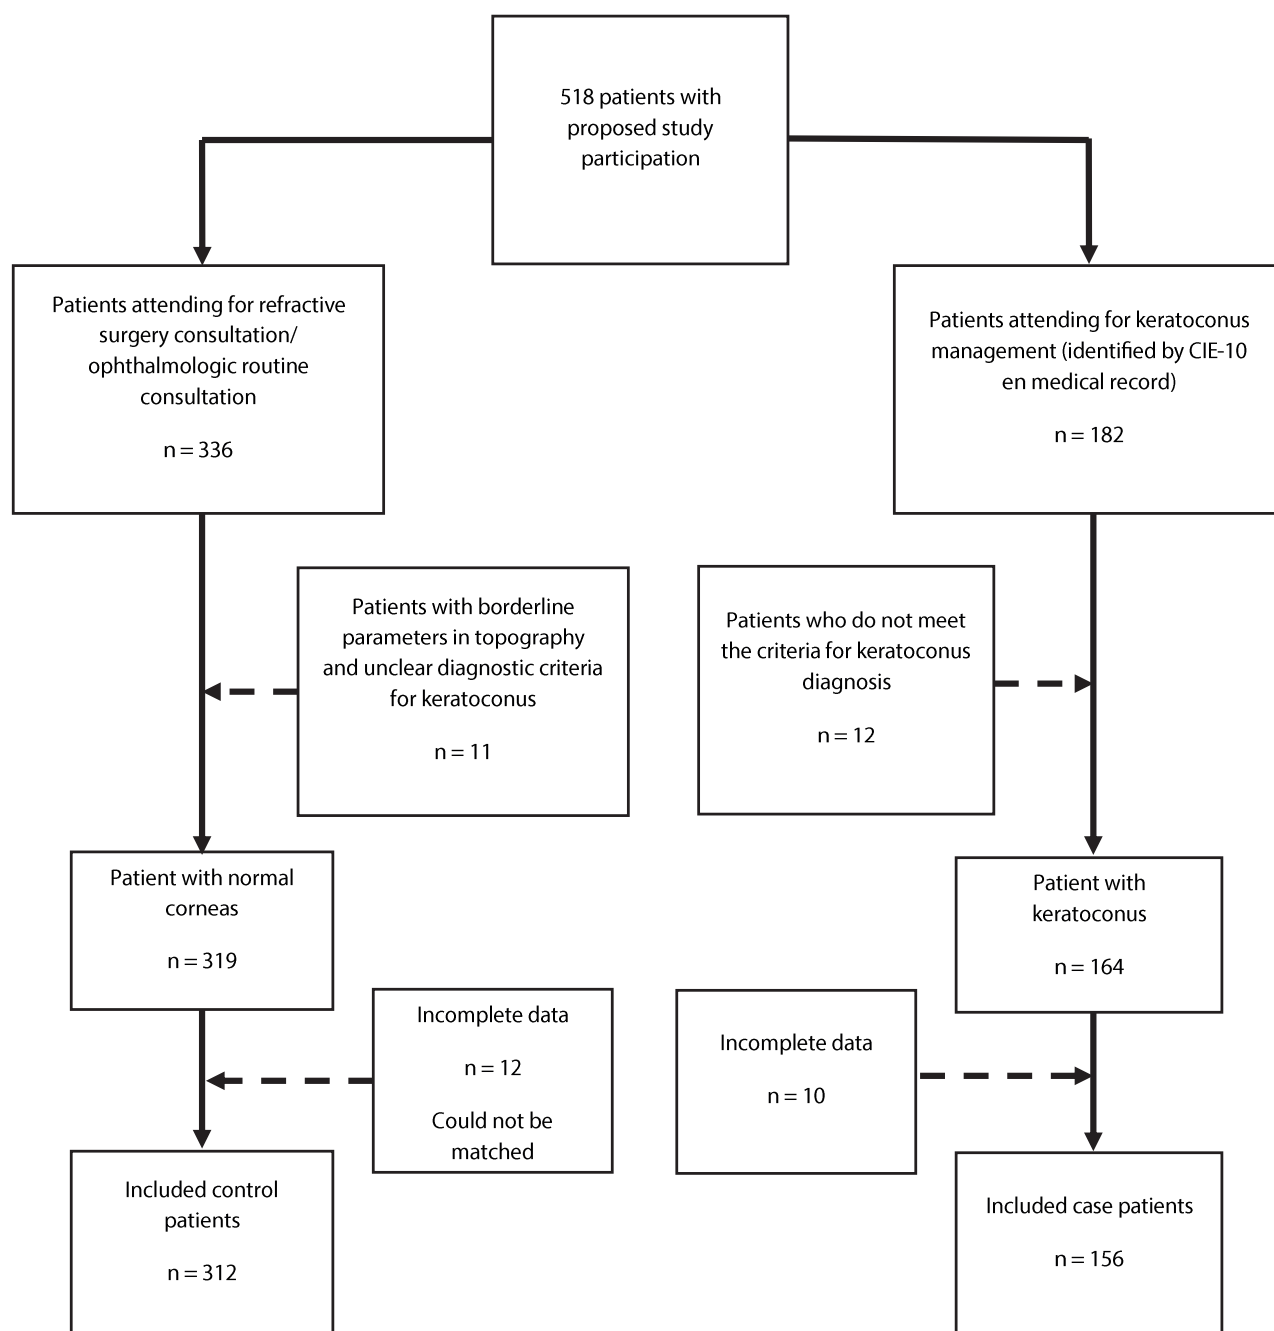 518 patients with
proposed study
participation
Patients attending for refractive
surgery consultation/
ophthalmologic routine
consultation
n = 336
Patients attending for keratoconus
management (identified by CIE-10
en medical record)
n = 182
Patients with borderline
parameters in topography
and unclear diagnostic criteria
for keratoconus
n = 11
Patients who do not meet
the criteria for keratoconus
diagnosis
n = 12
Patient with normal
corneas
n = 319
Patient with
keratoconus
n = 164
Incomplete data
n = 12
Could not be
matched
Incomplete data
n = 10
Included control
patients
n = 312
Included case patients
n = 156